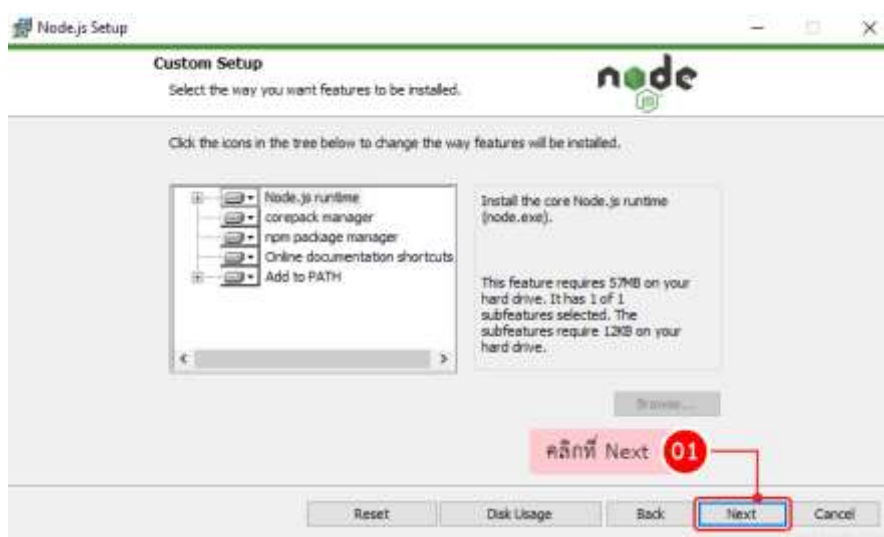 Node.js Setup
Custom Setup
Select the way you want features to be installed.
node
JS
Click the icons in the tree below to change the way features will be installed.
Node.js runtime
corepack manager
npm package manager
Online documentation shortcuts
Add to PATH
Install the core Node.js runtime
(node.exe).
This feature requires 57MB on your
hard drive. It has 1 of 1
subfeatures selected. The
subfeatures require 12KB on your
hard drive.
Browse...
คลิกที่ Next 01
Reset Disk Usage Back Next Cancel